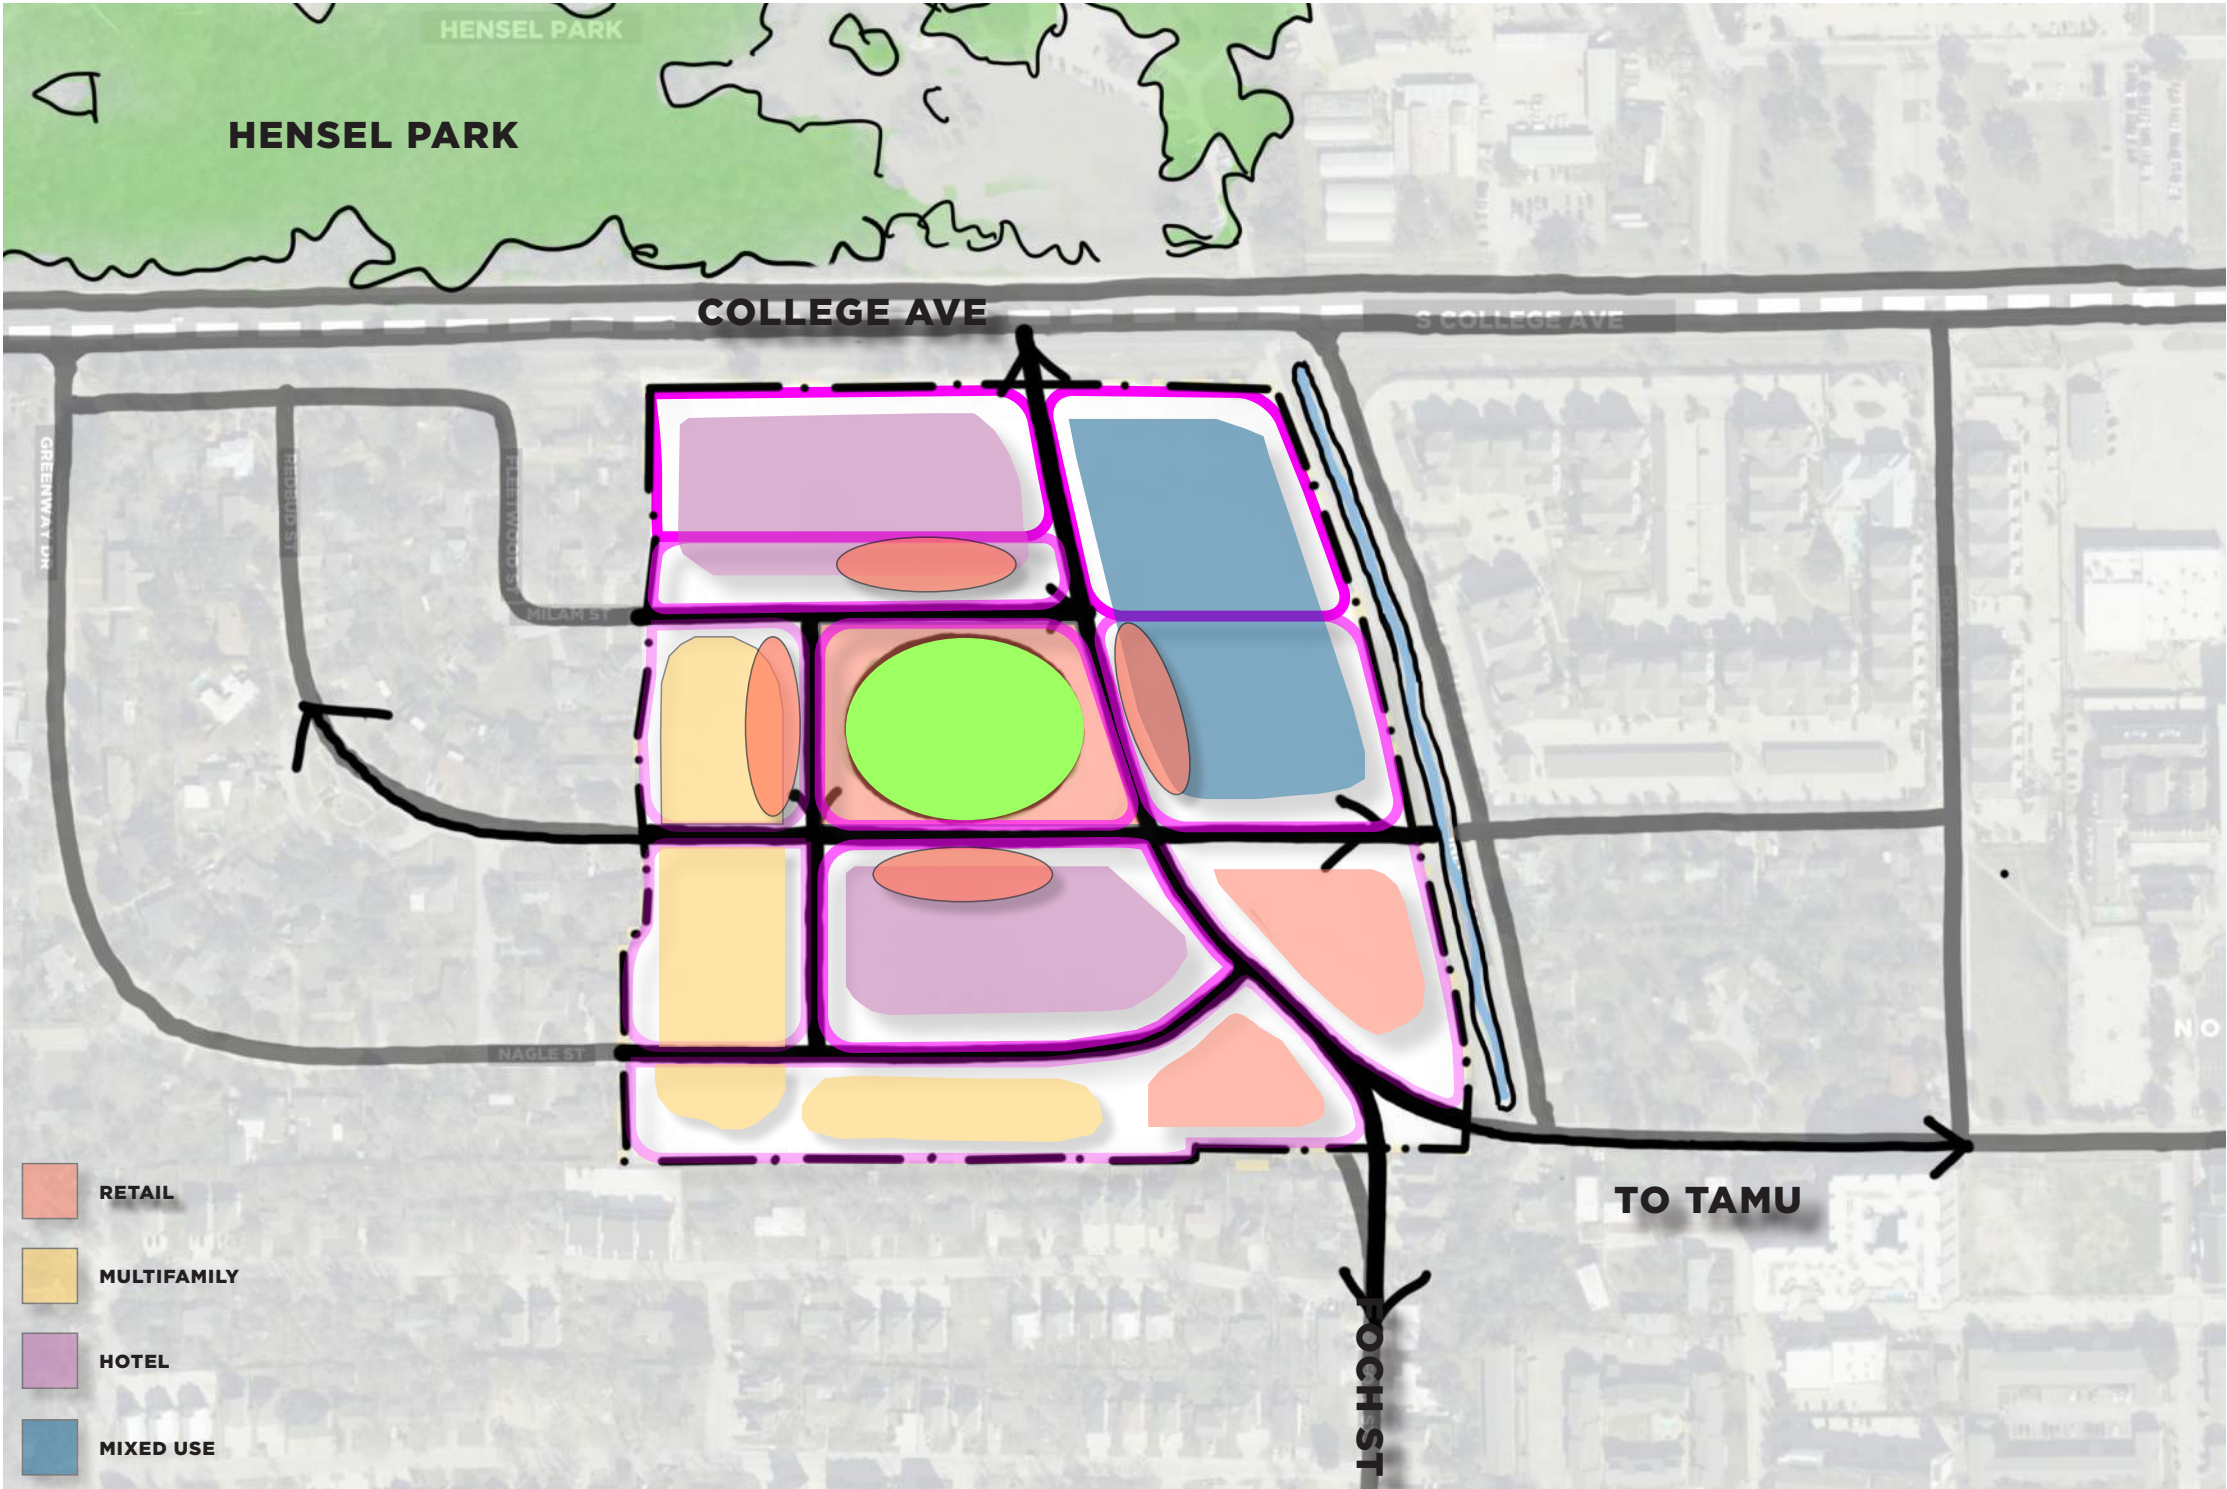 HENSEL PARK
HENSEL PARK
COLLEGE AVE
S COLLEGE AVE
GREENWAY DR
REDBUD ST
FLEETWOOD ST
MILAM ST
NAGLE ST
NO
RETAIL
MULTIFAMILY
HOTEL
MIXED USE
TO TAMU
FOCH ST